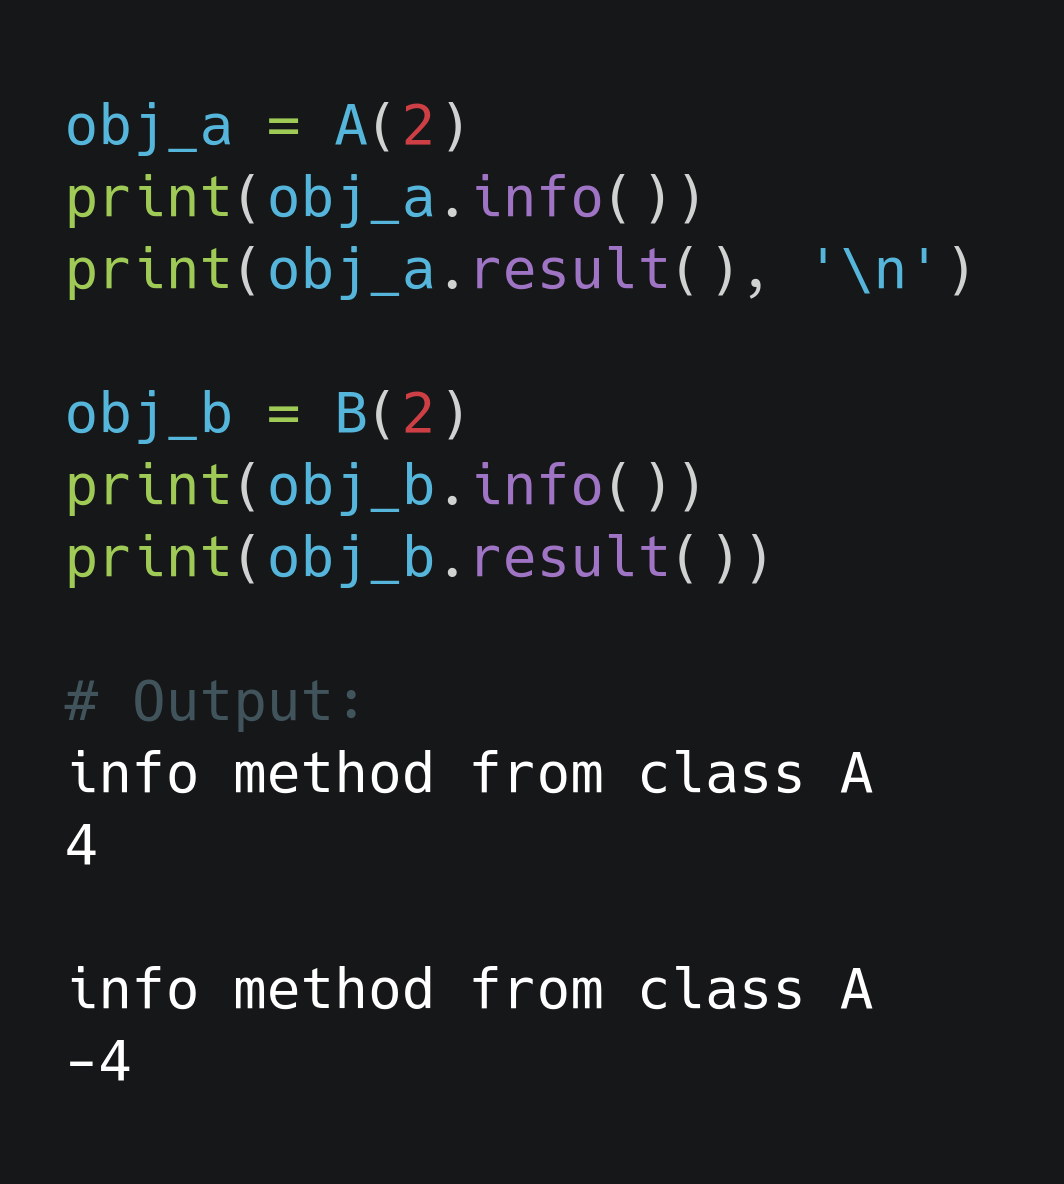 obj_a = A(2)
print(obj_a.info())
print(obj_a.result(), '\n')
obj_b = B(2)
print(obj_b.info())
print(obj_b.result())
# Output:
info method from class A
4
info method from class A
-4